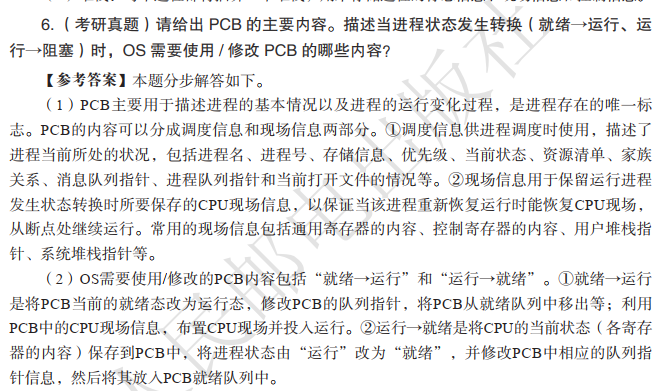 6.（考研真题）请给出 PCB 的主要内容。描述当进程状态发生转换（就绪→运行、运
行→阻塞）时，OS 需要使用 / 修改 PCB 的哪些内容？
【参考答案】本题分步解答如下。
（1）PCB主要用于描述进程的基本情况以及进程的运行变化过程，是进程存在的唯一标
志。PCB的内容可以分成调度信息和现场信息两部分。①调度信息供进程调度时使用，描述了
进程当前所处的状况，包括进程名、进程号、存储信息、优先级、当前状态、资源清单、家族
关系、消息队列指针、进程队列指针和当前打开文件的情况等。②现场信息用于保留运行进程
发生状态转换时所要保存的CPU现场信息，以保证当该进程重新恢复运行时能恢复CPU现场，
从断点处继续运行。常用的现场信息包括通用寄存器的内容、控制寄存器的内容、用户堆栈指
针、系统堆栈指针等。
（2）OS需要使用/修改的PCB内容包括“就绪→运行”和“运行→就绪”。①就绪→运行
是将PCB当前的就绪态改为运行态，修改PCB的队列指针，将PCB从就绪队列中移出等；利用
PCB中的CPU现场信息，布置CPU现场并投入运行。②运行→就绪是将CPU的当前状态（各寄存
器的内容）保存到PCB中，将进程状态由“运行”改为“就绪”，并修改PCB中相应的队列指
针信息，然后将其放入PCB就绪队列中。
人民邮电出版社